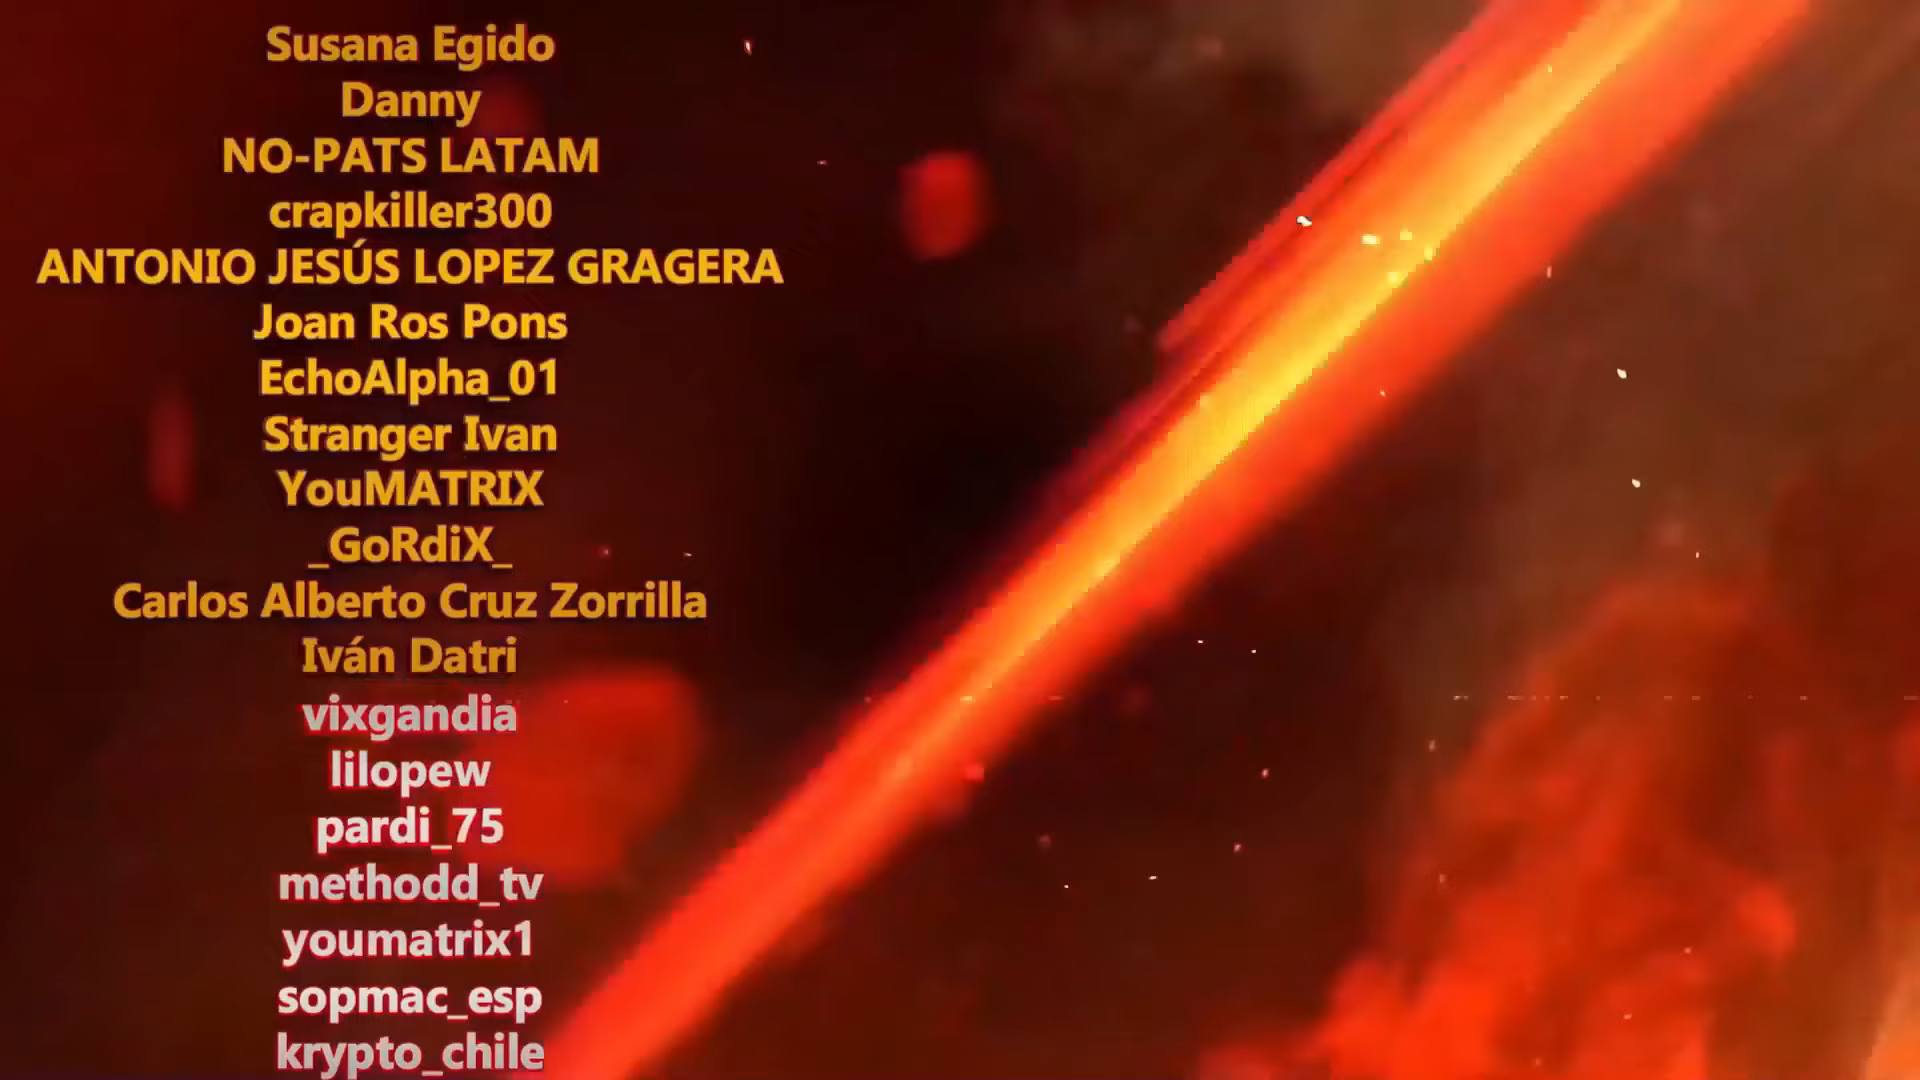 Susana Egido
Danny
NO-PATS LATAM
crapkiller300
ANTONIO JESÚS LOPEZ GRAGERA
Joan Ros Pons
EchoAlpha_01
Stranger Ivan
YouMATRIX
_GoRdiX_
Carlos Alberto Cruz Zorrilla
Iván Datri
vixgandia
lilopew
pardi_75
methodd_tv
youmatrix1
sopmac_esp
krypto_chile